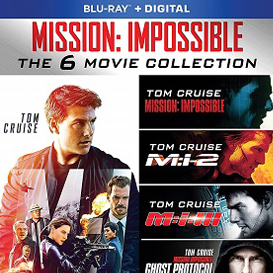 BLU-RAY + DIGITAL
MISSION: IMPOSSIBLE
THE 6 MOVIE COLLECTION
TOM
CRUISE
TOM CRUISE
MISSION: IMPOSSIBLE
TOM CRUISE
M:i-2
TOM CRUISE
M:i:III
TOM CRUISE
MISSION: IMPOSSIBLE
GHOST PROTOCOL